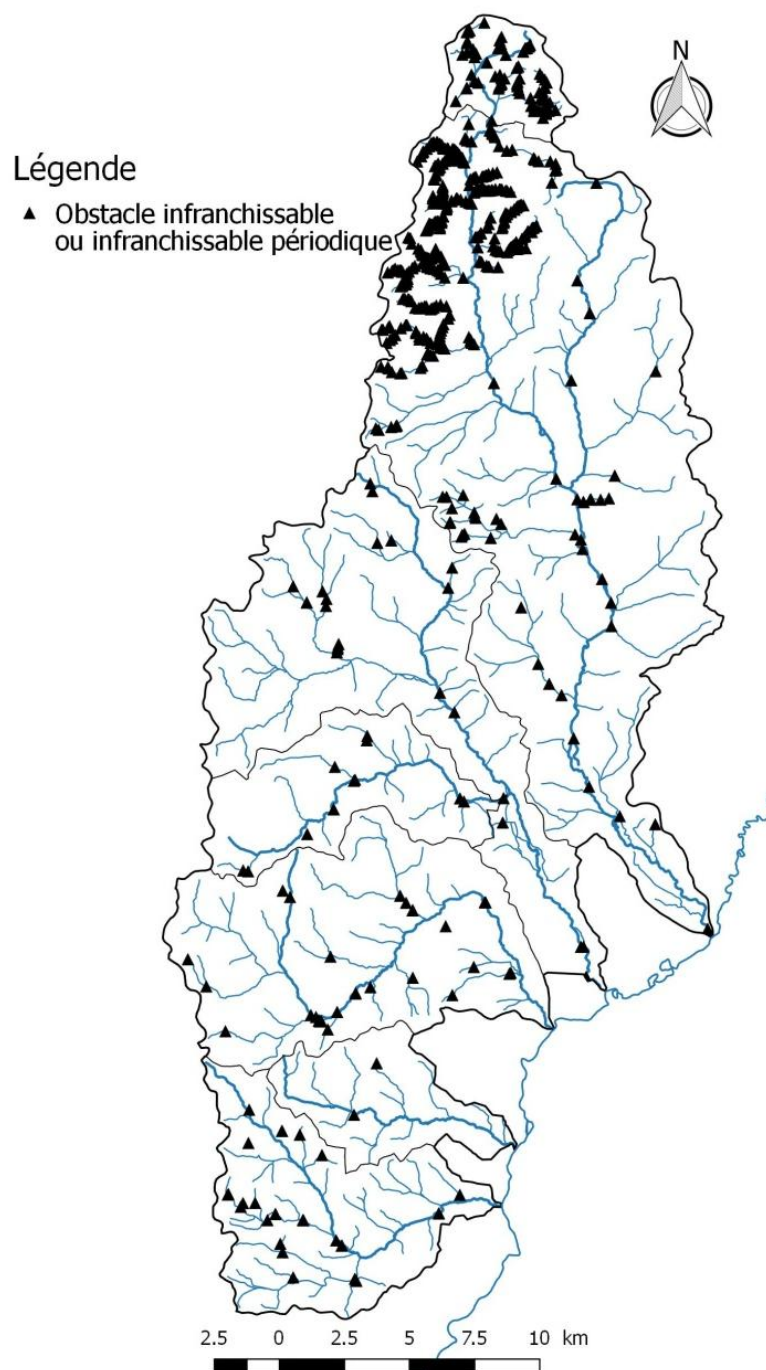 N
Légende
Obstacle infranchissable
ou infranchissable périodique
2.5 0 2.5 5 7.5 10 km